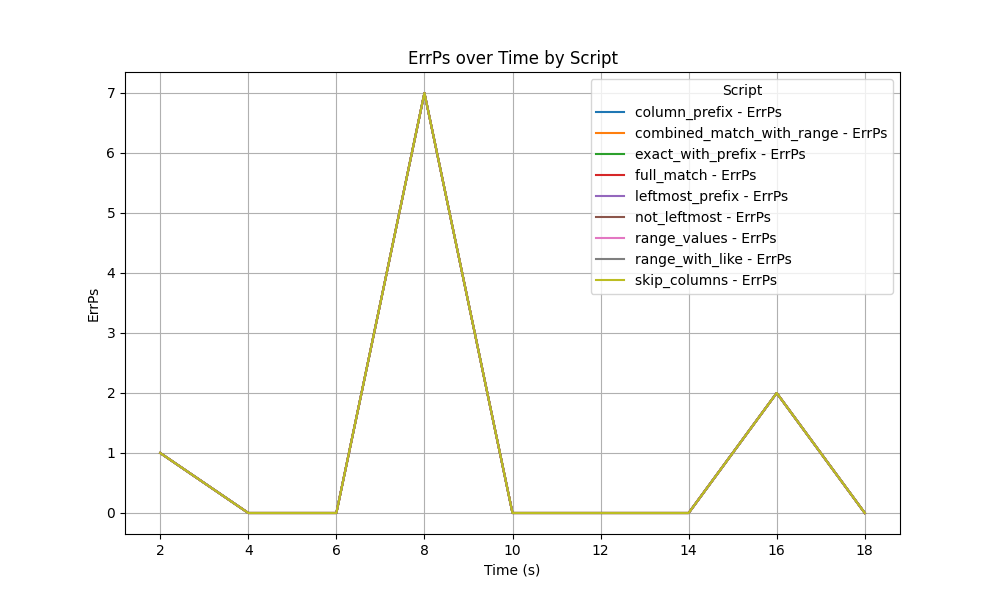 ErrPs over Time by Script
7
6
5
4
3
2
1
0
ErrPs
Script
column_prefix - ErrPs
combined_match_with_range - ErrPs
exact_with_prefix - ErrPs
full_match - ErrPs
leftmost_prefix - ErrPs
not_leftmost - ErrPs
range_values - ErrPs
range_with_like - ErrPs
skip_columns - ErrPs
2 4 6 8 10 12 14 16 18
Time (s)